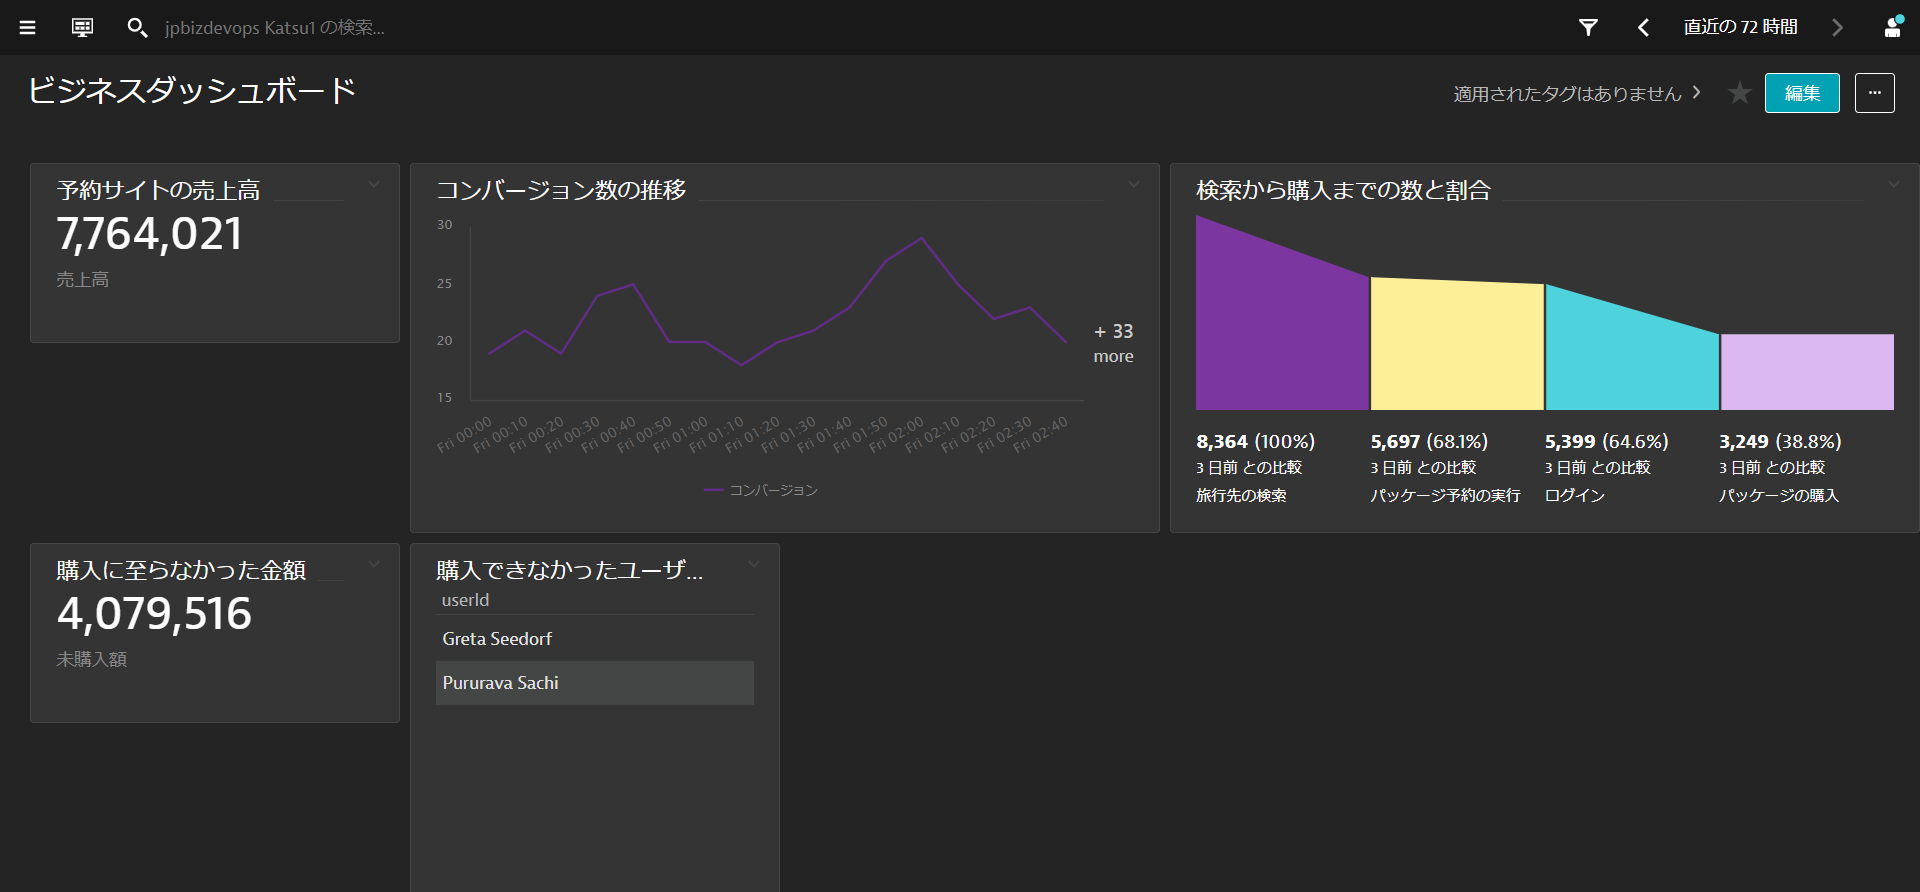 jpbizdevops Katsu1 の検索...
直近の 72 時間
ビジネスダッシュボード
適用されたタグはありません
編集
...
予約サイトの売上高
7,764,021
売上高
コンバージョン数の推移
30
25
20
15
Fri 00:00
Fri 00:10
Fri 00:20
Fri 00:30
Fri 00:40
Fri 00:50
Fri 01:00
Fri 01:10
Fri 01:20
Fri 01:30
Fri 01:40
Fri 01:50
Fri 02:00
Fri 02:10
Fri 02:20
Fri 02:30
Fri 02:40
+ 33
more
コンバージョン
検索から購入までの数と割合
8,364 (100%)
3 日前 との比較
旅行先の検索
5,697 (68.1%)
3 日前 との比較
パッケージ予約の実行
5,399 (64.6%)
3 日前 との比較
ログイン
3,249 (38.8%)
3 日前 との比較
パッケージの購入
購入に至らなかった金額
4,079,516
未購入額
購入できなかったユーザ...
userId
Greta Seedorf
Pururava Sachi